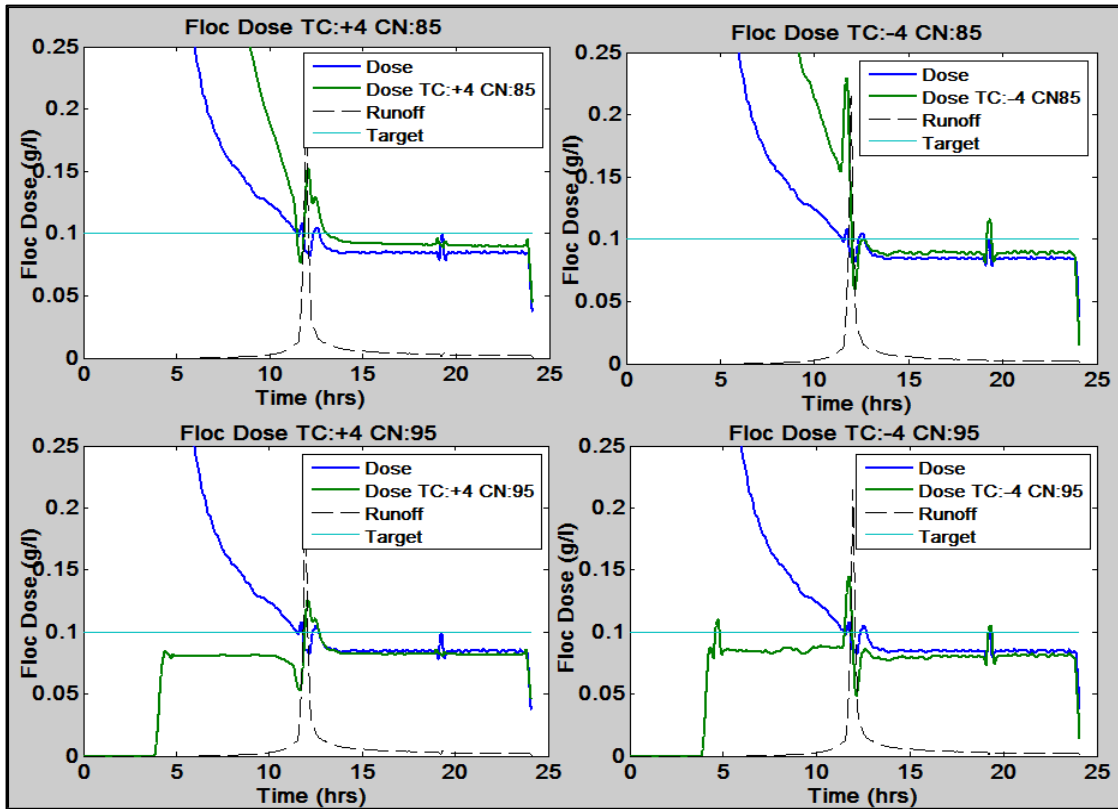 Floc Dose TC:+4 CN:85
0.25
0.2
0.15
0.1
0.05
0
Floc Dose (g/l)
Dose
Dose TC:+4 CN:85
Runoff
Target
0 5 10 15 20 25
Time (hrs)
Floc Dose TC:-4 CN:85
0.25
0.2
0.15
0.1
0.05
0
Floc Dose (g/l)
Dose
Dose TC:-4 CN85
Runoff
Target
0 5 10 15 20 25
Time (hrs)
Floc Dose TC:+4 CN:95
0.25
0.2
0.15
0.1
0.05
0
Floc Dose (g/l)
Dose
Dose TC:+4 CN:95
Runoff
Target
0 5 10 15 20 25
Time (hrs)
Floc Dose TC:-4 CN:95
0.25
0.2
0.15
0.1
0.05
0
Floc Dose (g/l)
Dose
Dose TC:-4 CN:95
Runoff
Target
0 5 10 15 20 25
Time (hrs)